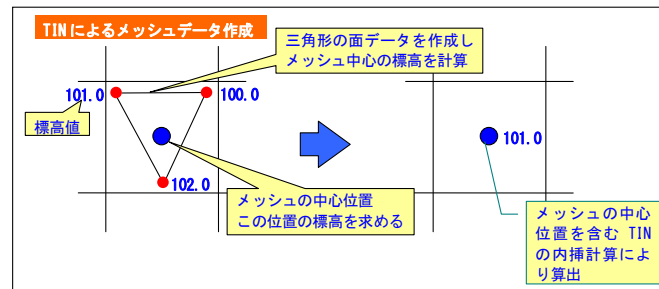 TINによるメッシュデータ作成
三角形の面データを作成し
メッシュ中心の標高を計算
101.0
100.0
標高値
102.0
メッシュの中心位置
この位置の標高を求める
101.0
メッシュの中心
位置を含む TIN
の内挿計算によ
り算出